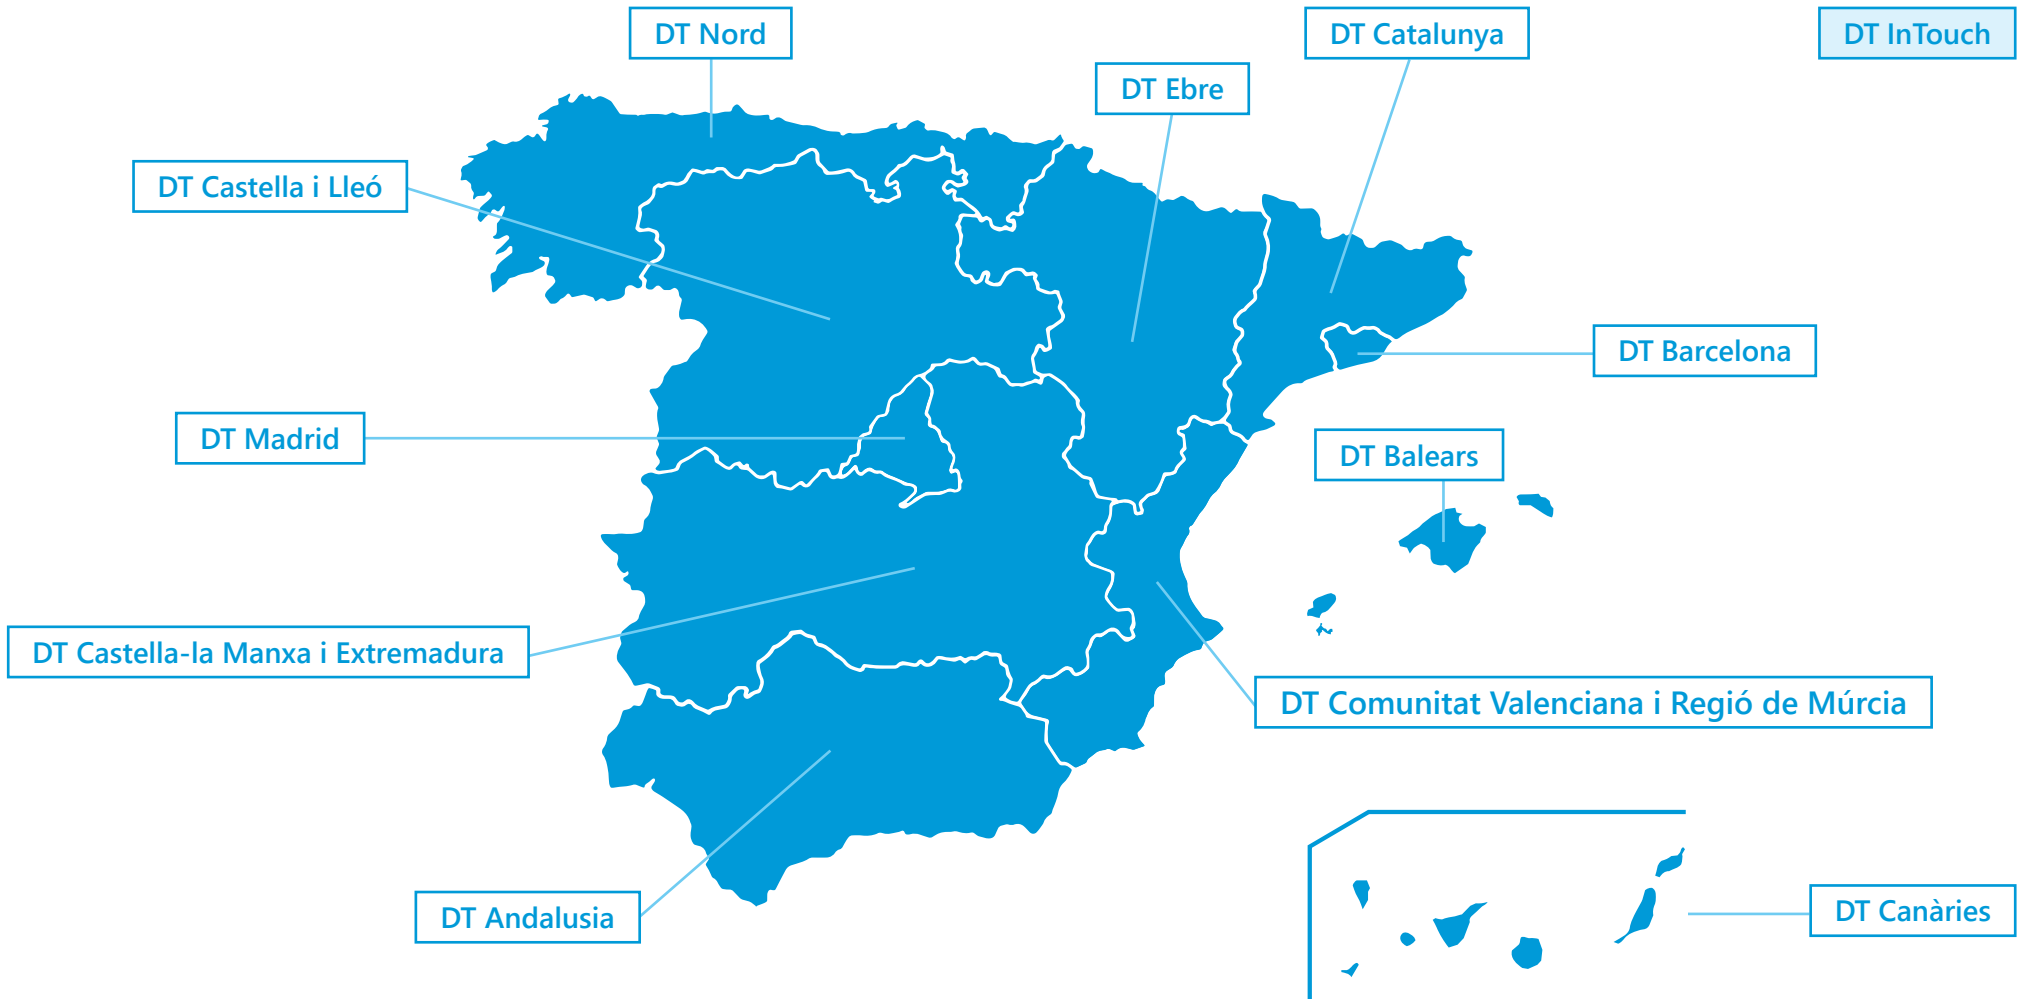 DT Nord
DT Catalunya
DT InTouch
DT Ebre
DT Castella i Lleó
DT Barcelona
DT Madrid
DT Balears
DT Castella-la Manxa i Extremadura
DT Comunitat Valenciana i Regió de Múrcia
DT Andalusia
DT Canàries